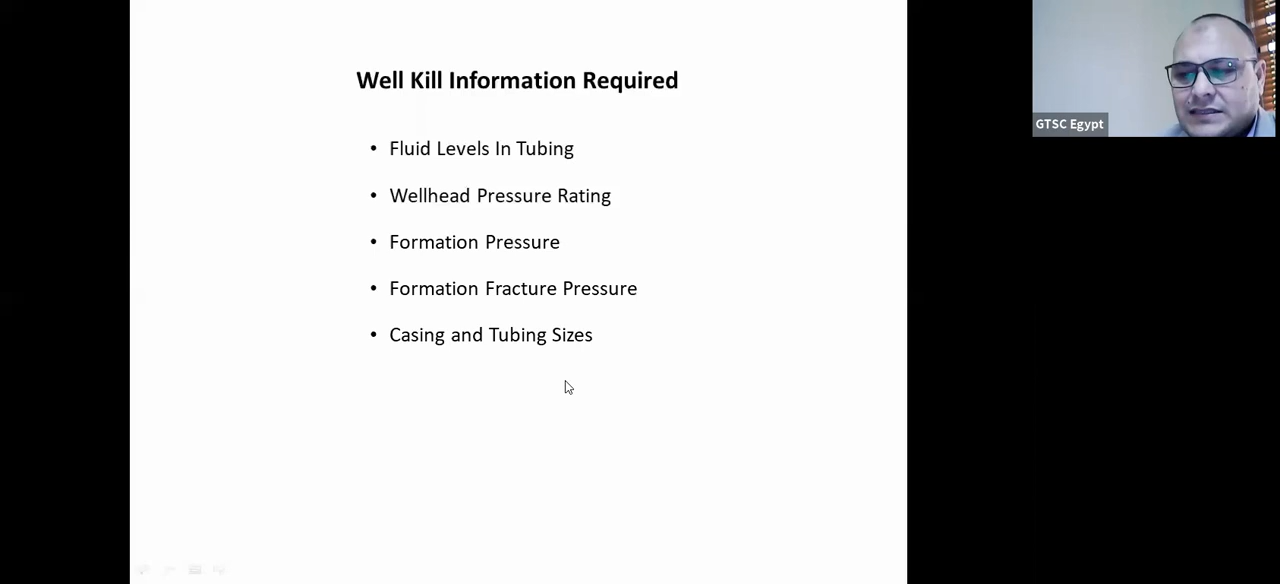 Well Kill Information Required
• Fluid Levels In Tubing
• Wellhead Pressure Rating
• Formation Pressure
• Formation Fracture Pressure
• Casing and Tubing Sizes
GTSC Egypt